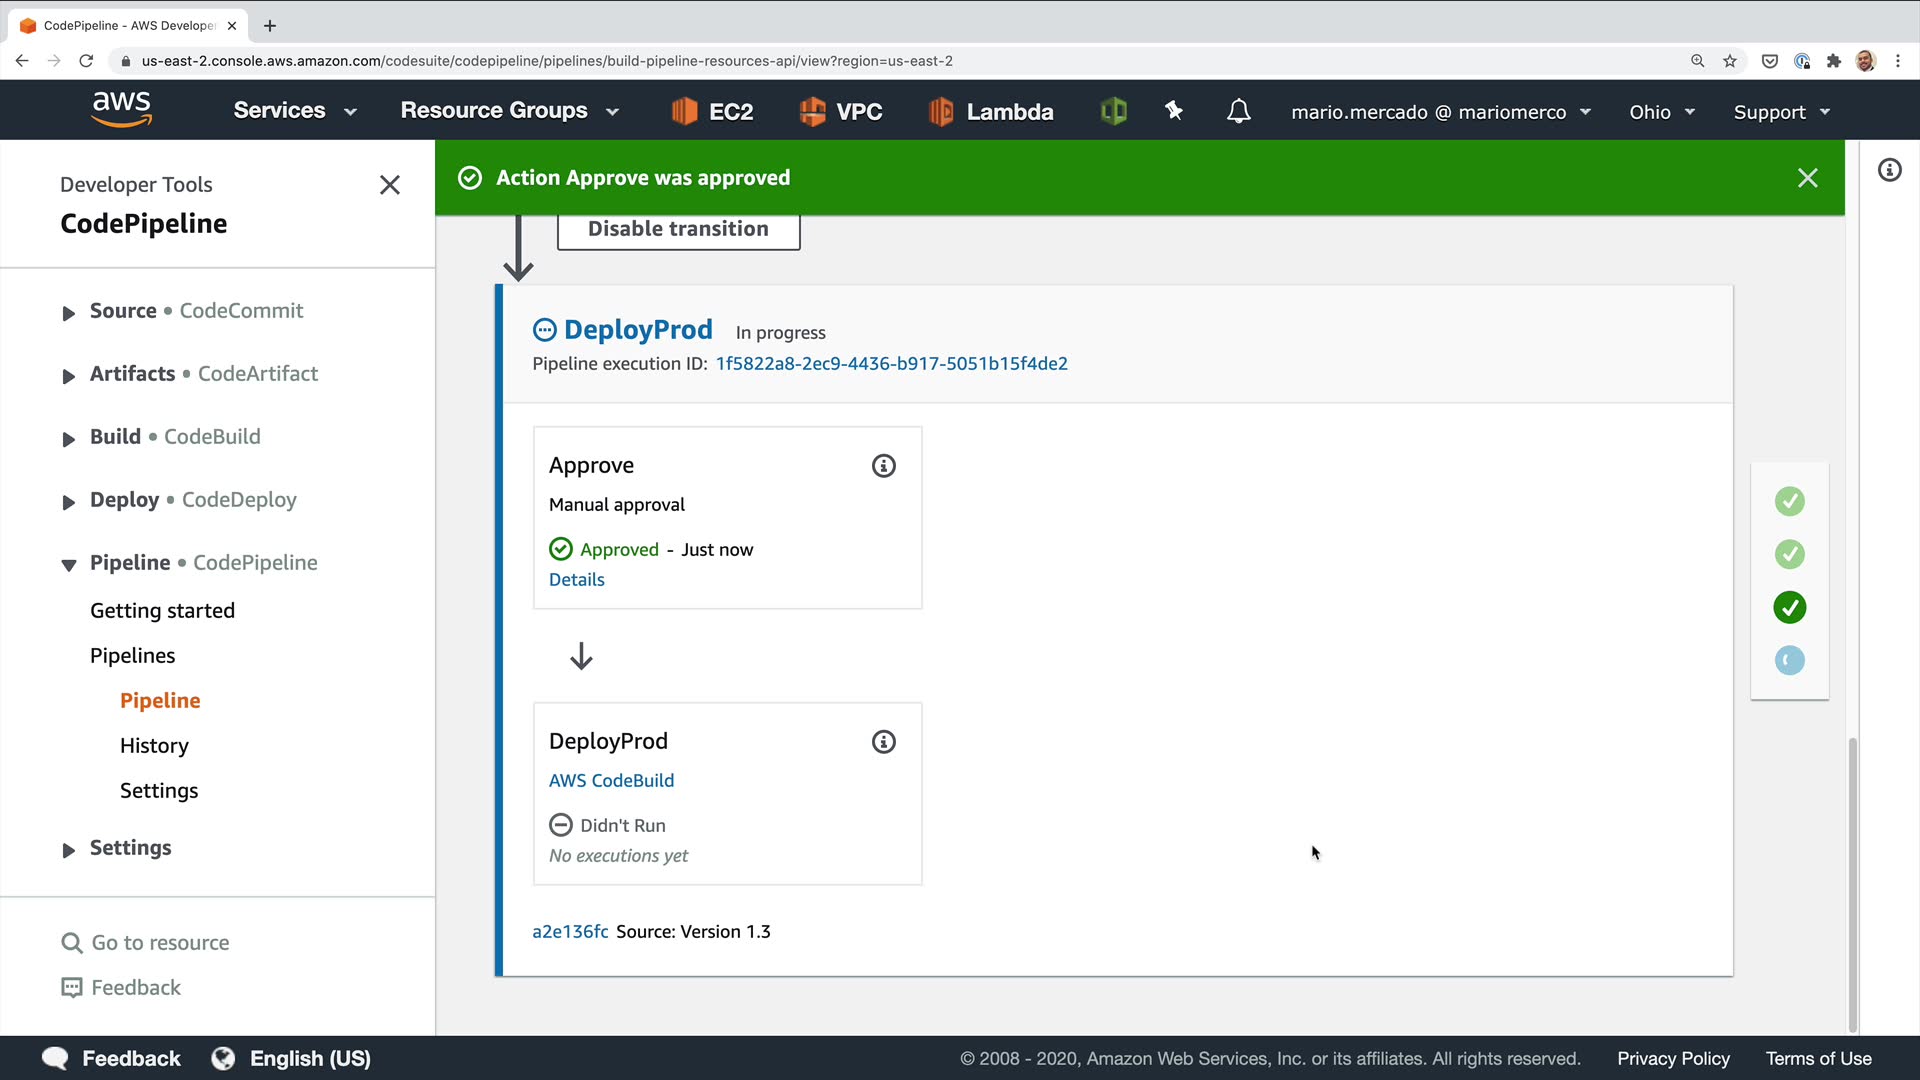 CodePipeline - AWS Develope
us-east-2.console.aws.amazon.com/codesuite/codepipeline/pipelines/build-pipeline-resources-api/view?region=us-east-2
aws
Services
Resource Groups
EC2
VPC
Lambda
mario.mercado @ mariomerco
Ohio
Support
Developer Tools
CodePipeline
Source • CodeCommit
Artifacts • CodeArtifact
Build • CodeBuild
Deploy • CodeDeploy
Pipeline • CodePipeline
Getting started
Pipelines
Pipeline
History
Settings
Settings
Go to resource
Feedback
Action Approve was approved
Disable transition
DeployProd In progress
Pipeline execution ID: 1f5822a8-2ec9-4436-b917-5051b15f4de2
Approve
Manual approval
Approved - Just now
Details
DeployProd
AWS CodeBuild
Didn't Run
No executions yet
a2e136fc Source: Version 1.3
Feedback
English (US)
© 2008 - 2020, Amazon Web Services, Inc. or its affiliates. All rights reserved.
Privacy Policy
Terms of Use